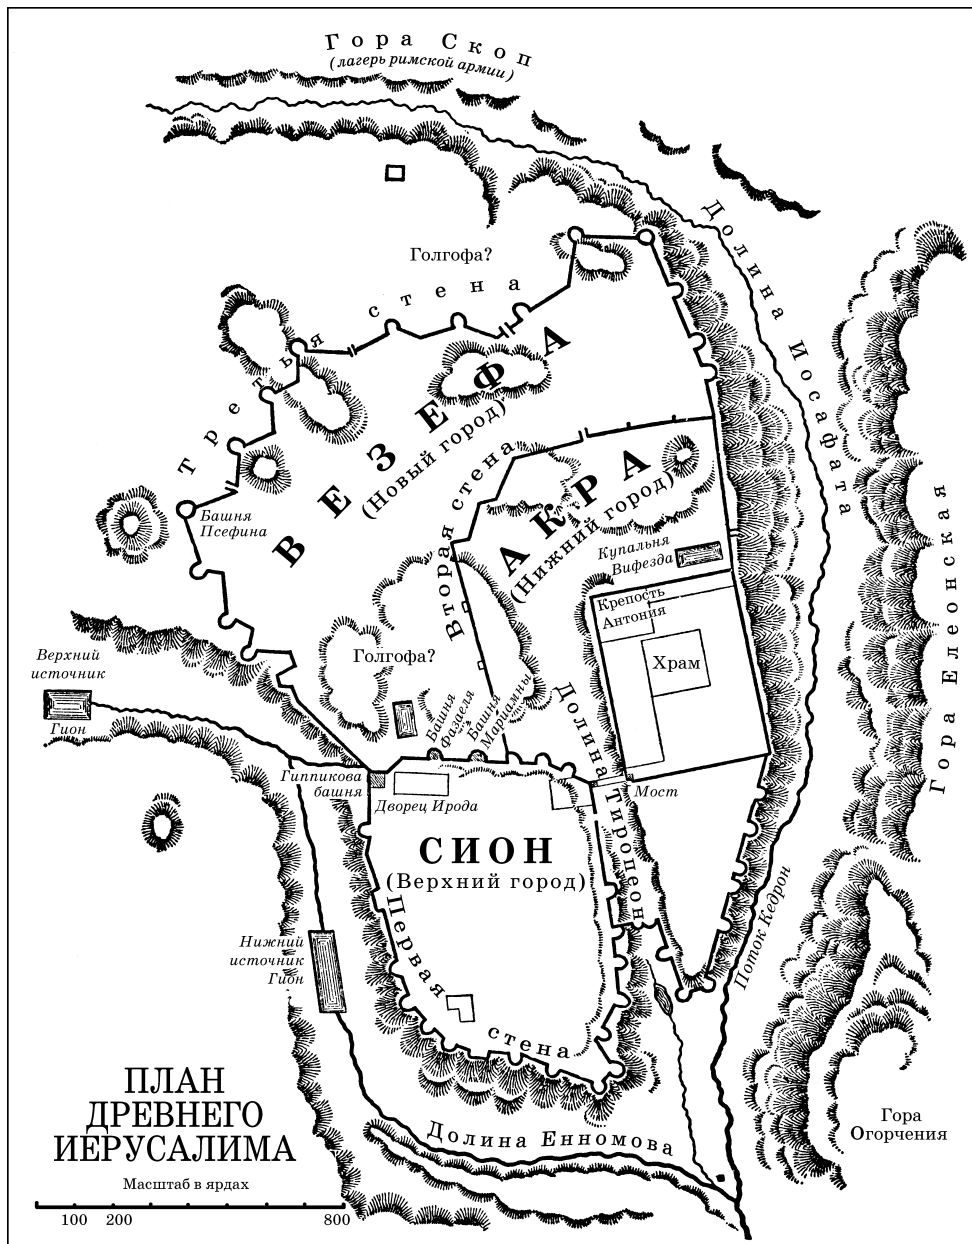 Гора Скоп
(лагерь римской армии)
Долина Иосафата
Голгофа?
Третья стена
ВЕЗЕФА
(Новый город)
Вторая стена
АКРА
(Нижний город)
Башня
Псефина
Купальня
Вифезда
Крепость
Антония
Храм
Гора Елеонская
Верхний
источник
Гион
Голгофа?
Башня
Фазаеля
Башня
Мариамны
Долина Тиропеон
Гиппикова
башня
Дворец Ирода
Мост
СИОН
(Верхний город)
Первая стена
Нижний
источник
Гион
Поток Кедрон
Долина Енномова
Гора
Огорчения
ПЛАН
ДРЕВНЕГО
ИЕРУСАЛИМА
Масштаб в ярдах
100 200 800